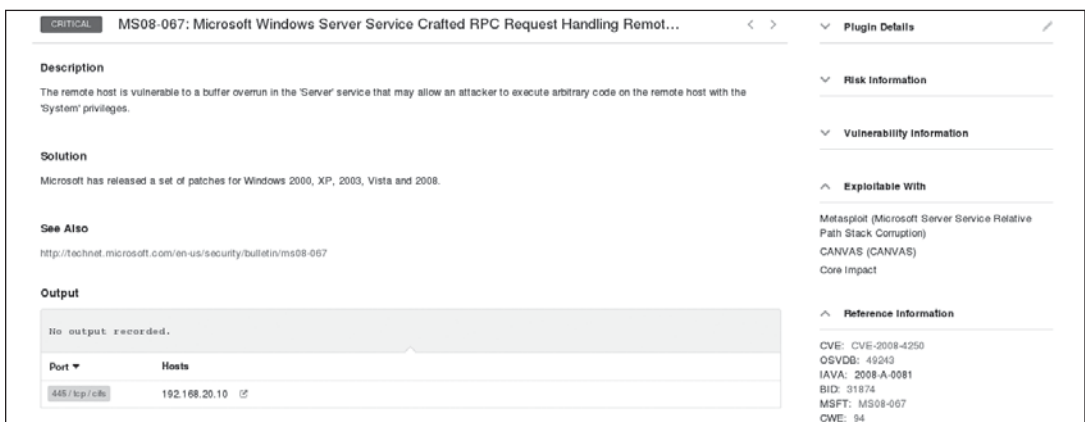 CRITICAL MS08-067: Microsoft Windows Server Service Crafted RPC Request Handling Remot...
Description
The remote host is vulnerable to a buffer overrun in the 'Server' service that may allow an attacker to execute arbitrary code on the remote host with the
'System' privileges.
Solution
Microsoft has released a set of patches for Windows 2000, XP, 2003, Vista and 2008.
See Also
http://technet.microsoft.com/en-us/security/bulletin/ms08-067
Output
No output recorded.
Port Hosts
445 / tcp / cifs 192.168.20.10
Plugin Details
Risk Information
Vulnerability Information
Exploitable With
Metasploit (Microsoft Server Service Relative
Path Stack Corruption)
CANVAS (CANVAS)
Core Impact
Reference Information
CVE: CVE-2008-4250
OSVDB: 49243
IAVA: 2008-A-0081
BID: 31874
MSFT: MS08-067
CWE: 94